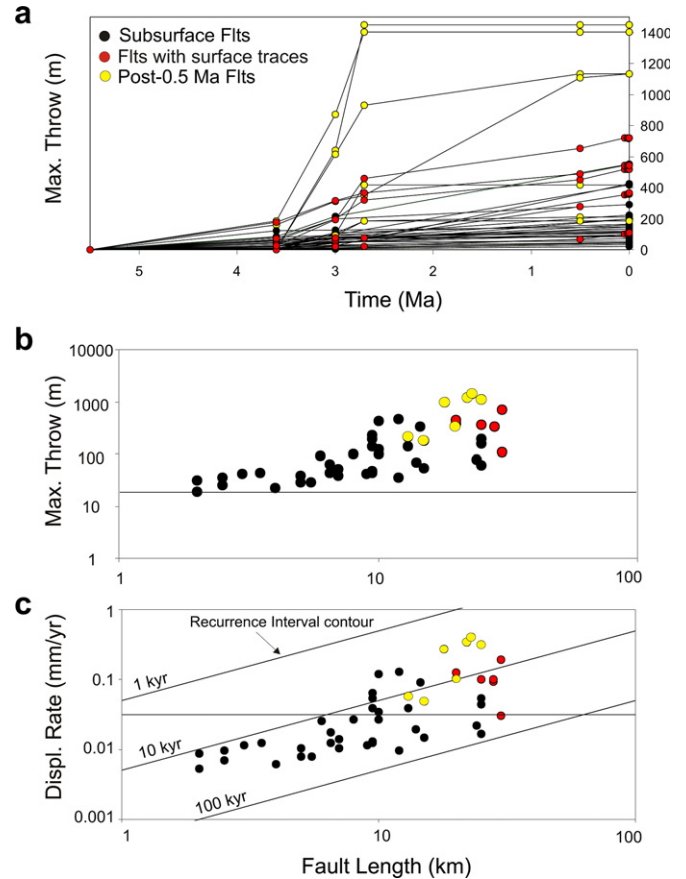 a
Subsurface Flts
Flts with surface traces
Post-0.5 Ma Flts
Max. Throw (m)
1400
1200
1000
800
600
400
200
0
5 4 3 2 1 0
Time (Ma)
b
Max. Throw (m)
10000
1000
100
10
1
1 10 100
c
Displ. Rate (mm/yr)
1
0.1
0.01
0.001
Recurrence Interval contour
1 kyr
10 kyr
100 kyr
1 10 100
Fault Length (km)